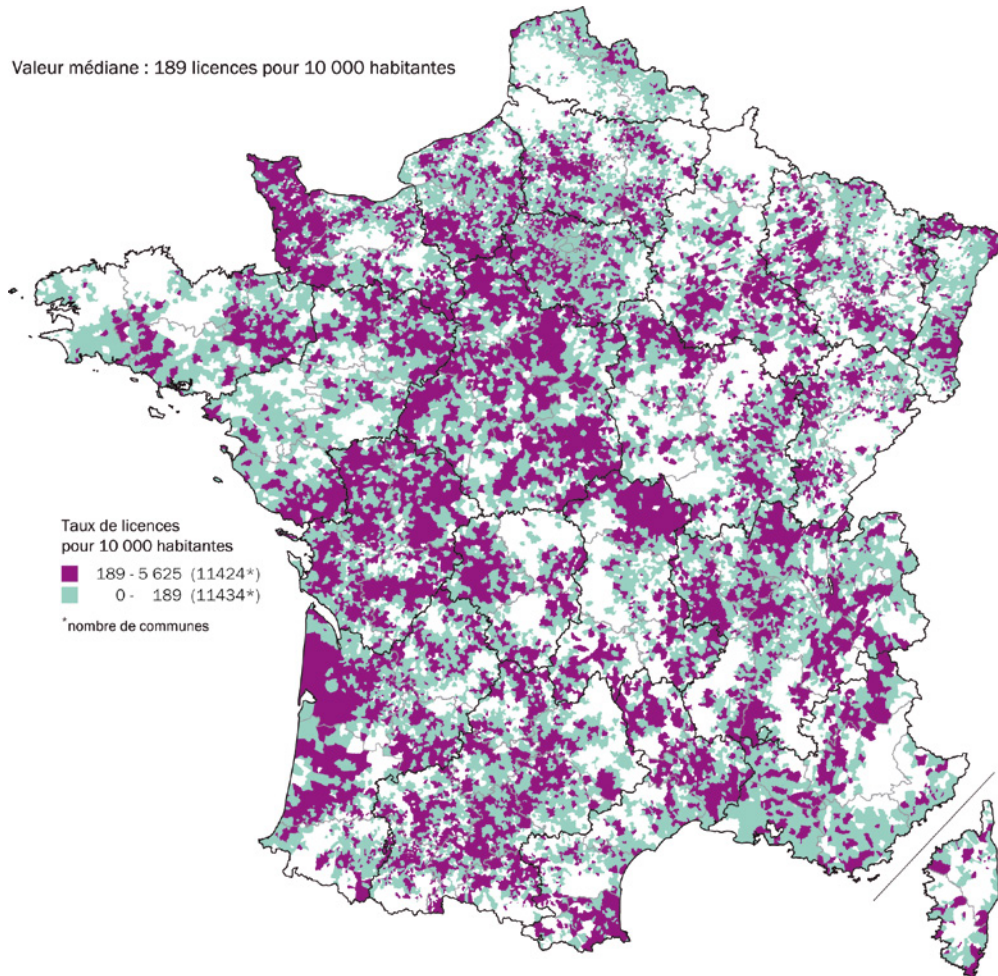 Valeur médiane : 189 licences pour 10 000 habitantes
Taux de licences
pour 10 000 habitantes
189 - 5 625 (11424*)
0 - 189 (11434*)
*nombre de communes